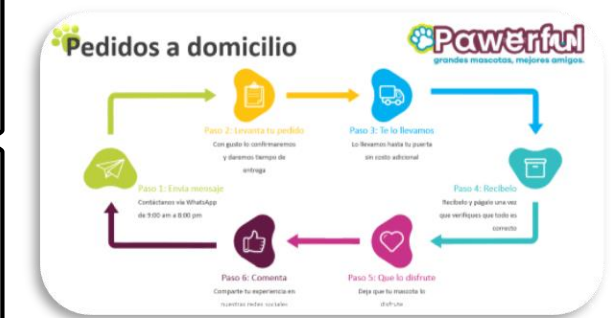 Pedidos a domicilio
Pawerful
grandes mascotas, mejores amigos.
Paso 1: Envia mensaje
Contáctanos vía WhatsApp
de 9:00 am a 8:00 pm
Paso 2: Levanta tu pedido
Con gusto lo confirmaremos
y daremos tiempo de
entrega
Paso 3: Te lo llevamos
Lo llevamos hasta tu puerta
sin costo adicional
Paso 4: Recíbelo
Recíbelo y págalo una vez
que verifiques que todo es
correcto
Paso 5: Que lo disfrute
Deja que tu mascota lo
disfrute
Paso 6: Comenta
Comparte tu experiencia en
nuestras redes sociales